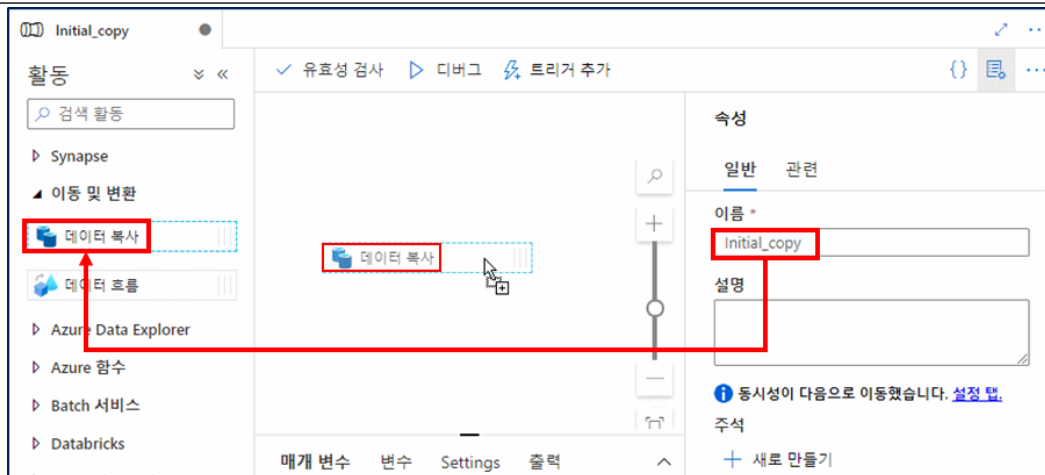 Initial_copy
활동
유효성 검사
디버그
트리거 추가
검색 활동
Synapse
이동 및 변환
데이터 복사
데이터 흐름
Azure Data Explorer
Azure 함수
Batch 서비스
Databricks
데이터 복사
매개 변수
변수
Settings
출력
속성
일반
관련
이름 *
Initial_copy
설명
동시성이 다음으로 이동했습니다. 설정 탭.
주석
새로 만들기